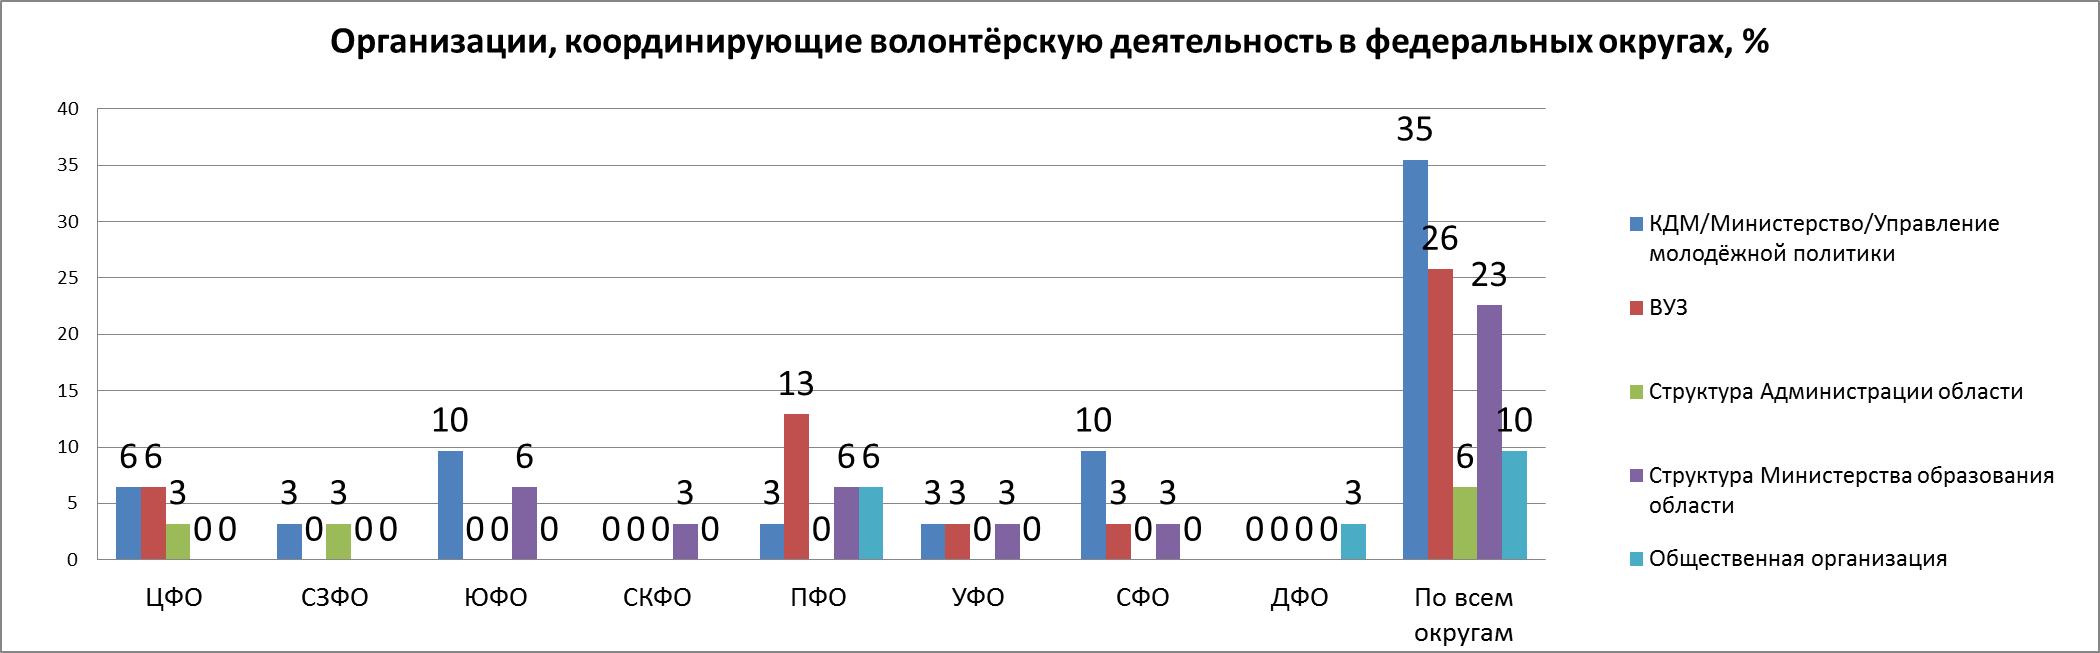 Организации, координирующие волонтёрскую деятельность в федеральных округах, %
40
35
30
25
20
15
10
5
0
6 6 3 0 0
3 0 3 0 0
10 0 0 6 0
0 0 0 3 0
3 13 0 6 6
3 3 0 3 0
10 3 0 3 0
0 0 0 0 3
35 26 6 23 10
ЦФО
СЗФО
ЮФО
СКФО
ПФО
УФО
СФО
ДФО
По всем
округам
КДМ/Министерство/Управление
молодёжной политики
ВУЗ
Структура Администрации области
Структура Министерства образования
области
Общественная организация